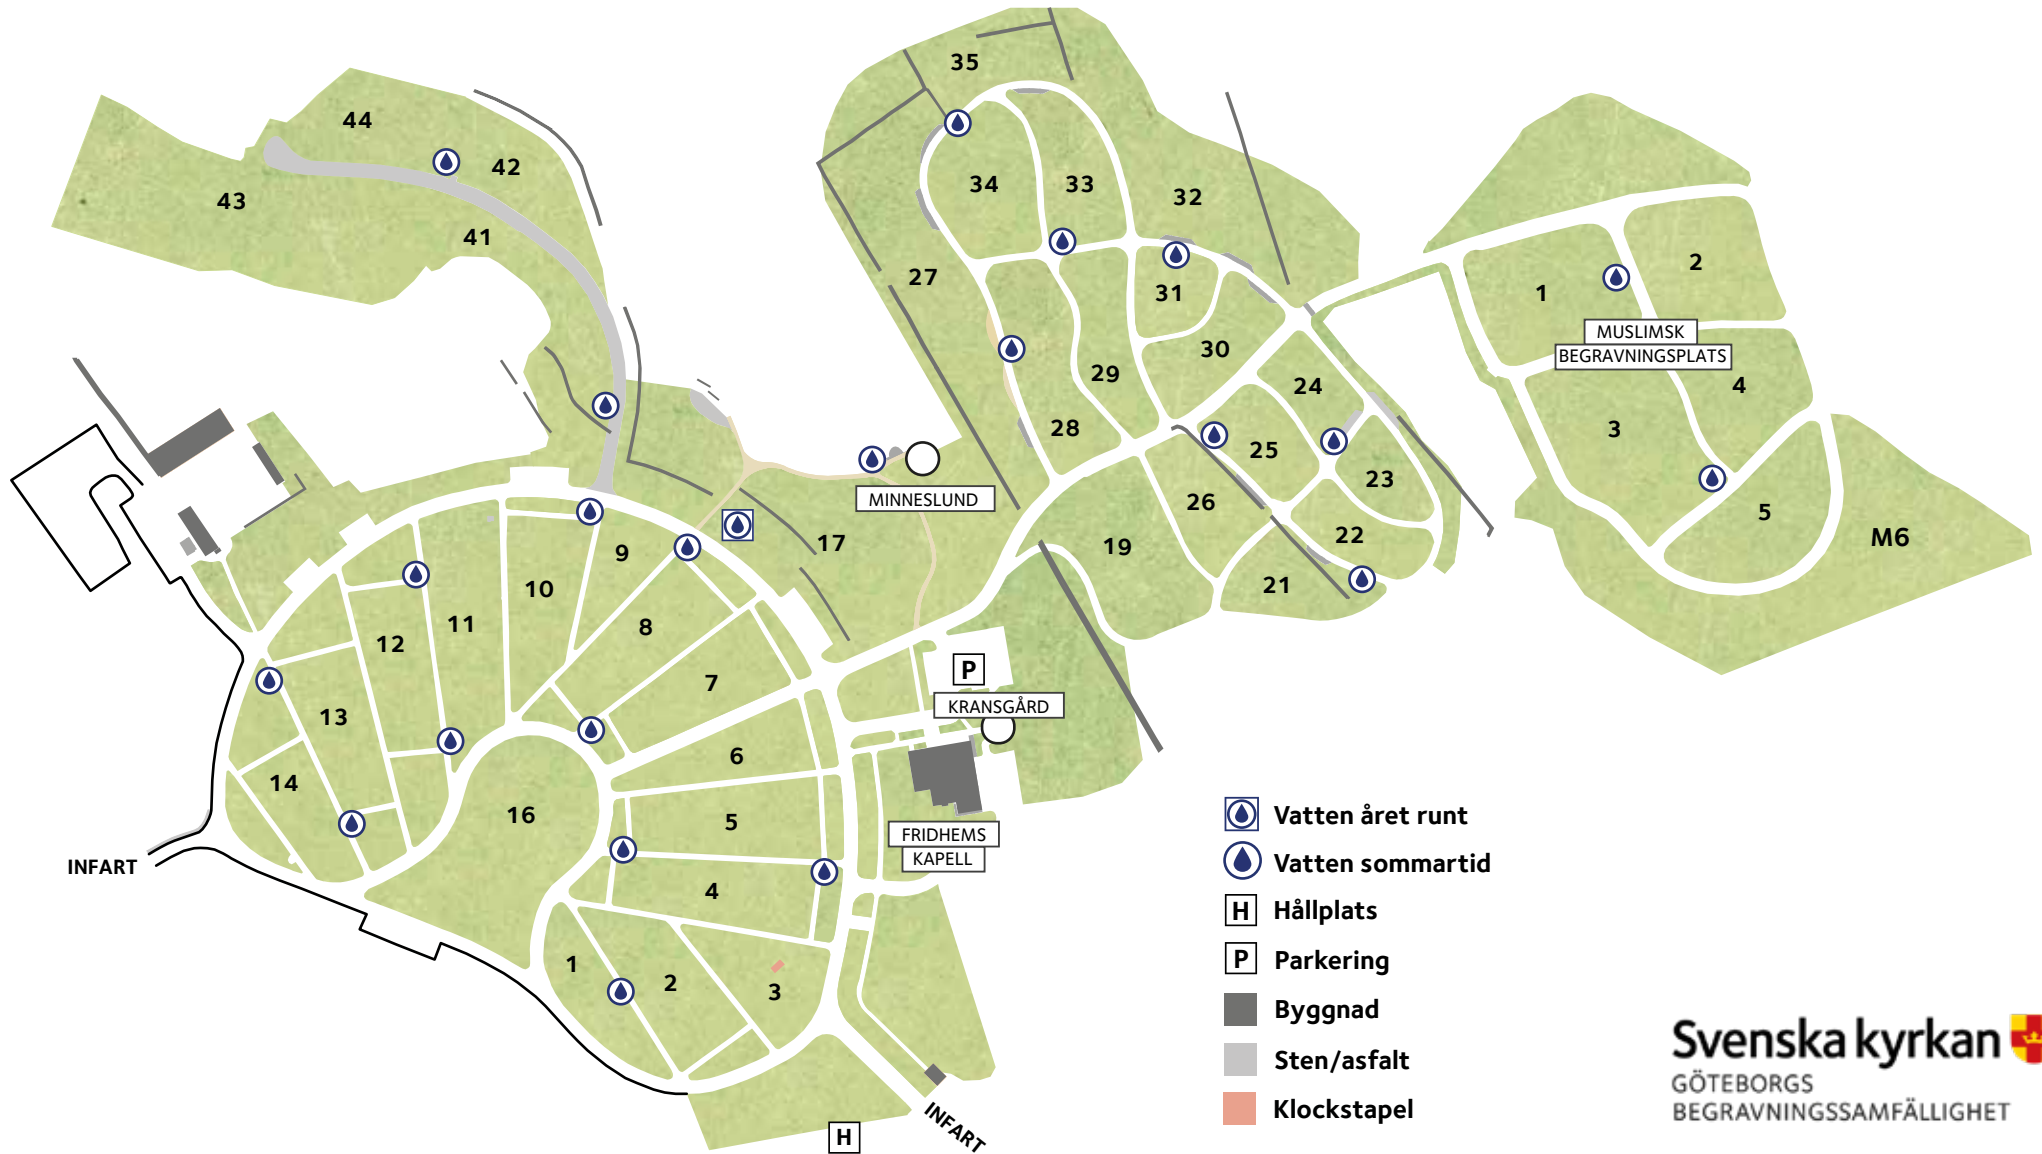 35
44
42
43
41
34
33
32
27
31
30
29
28
24
25
23
26
22
21
19
1
2
MUSLIMSK
BEGRAVNINGSPLATS
4
3
5
M6
MINNESLUND
17
9
10
11
8
12
7
13
6
14
16
5
4
1
2
3
P
KRANSGÅRD
FRIDHEMS
KAPELL
INFART
INFART
H
Vatten året runt
Vatten sommartid
H Hållplats
P Parkering
Byggnad
Sten/asfalt
Klockstapel
Svenska kyrkan
GÖTEBORGS
BEGRAVNINGSSAMFÄLLIGHET